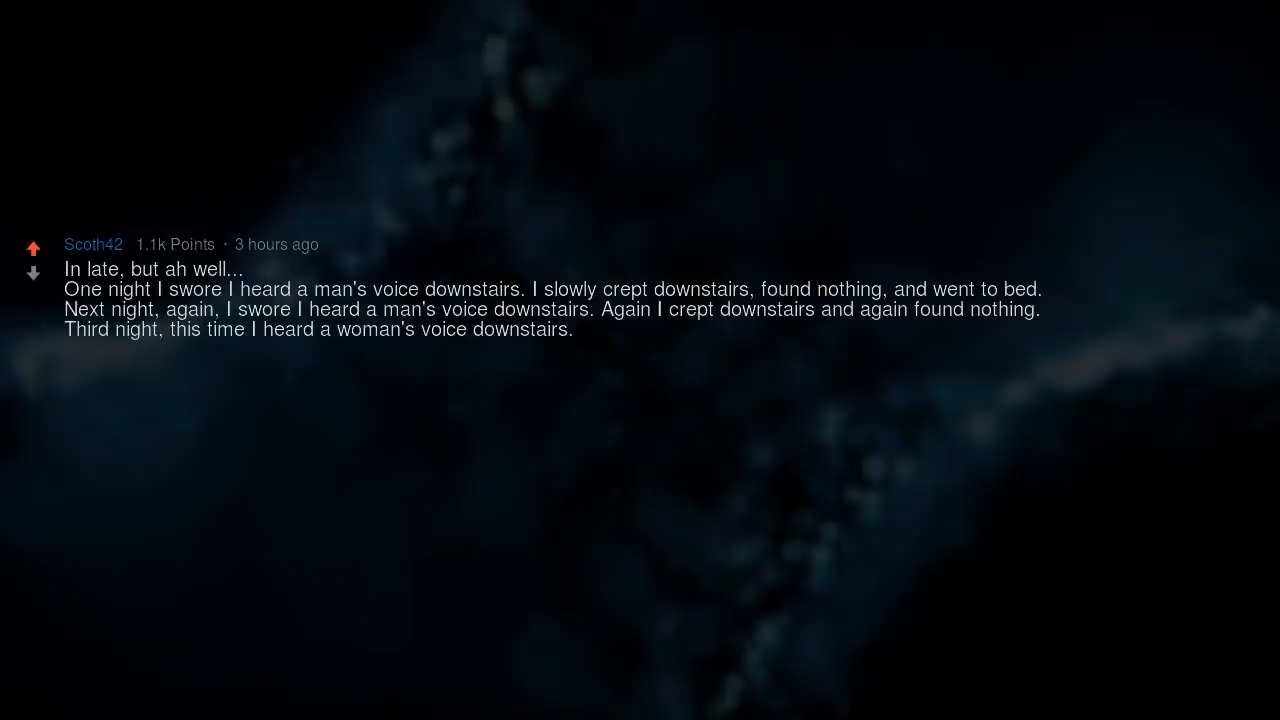 Scoth42 1.1k Points · 3 hours ago
In late, but ah well...
One night I swore I heard a man's voice downstairs. I slowly crept downstairs, found nothing, and went to bed.
Next night, again, I swore I heard a man's voice downstairs. Again I crept downstairs and again found nothing.
Third night, this time I heard a woman's voice downstairs.